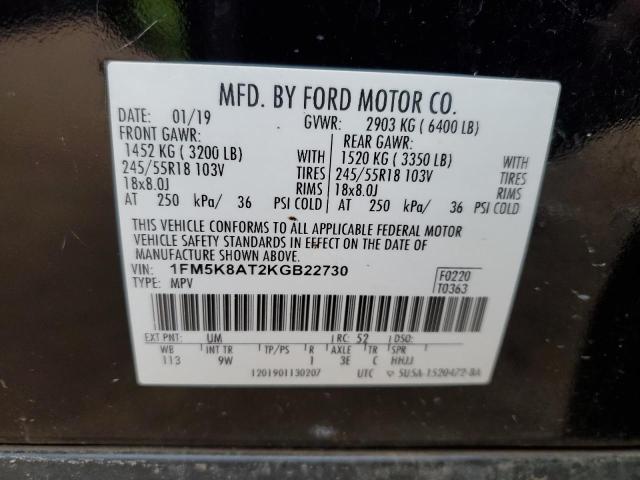 MFD. BY FORD MOTOR CO.
DATE: 01/19 GVWR: 2903 KG ( 6400 LB)
FRONT GAWR: REAR GAWR:
1452 KG ( 3200 LB) WITH 1520 KG ( 3350 LB) WITH
245/55R18 103V TIRES 245/55R18 103V TIRES
18x8.0J RIMS 18x8.0J RIMS
AT 250 kPa/ 36 PSI COLD AT 250 kPa/ 36 PSI COLD
THIS VEHICLE CONFORMS TO ALL APPLICABLE FEDERAL MOTOR
VEHICLE SAFETY STANDARDS IN EFFECT ON THE DATE OF
MANUFACTURE SHOWN ABOVE.
VIN: 1FM5K8AT2KGB22730 F0220
TYPE: MPV T0363
EXT PNT: UM RC: 52 DSO:
WB INT TR TP/PS R AXLE TR SPR
113 9W 1 3E C HHJJ
1201901130207 UTC 5U5A-1520472-BA